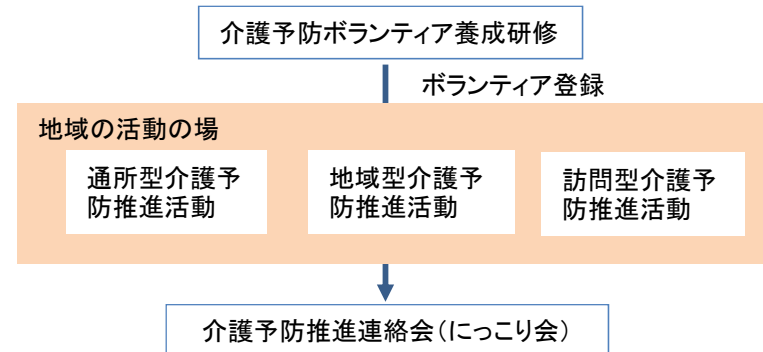 介護予防ボランティア養成研修
ボランティア登録
地域の活動の場
通所型介護予
防推進活動
地域型介護予
防推進活動
訪問型介護予
防推進活動
介護予防推進連絡会(にっこり会)